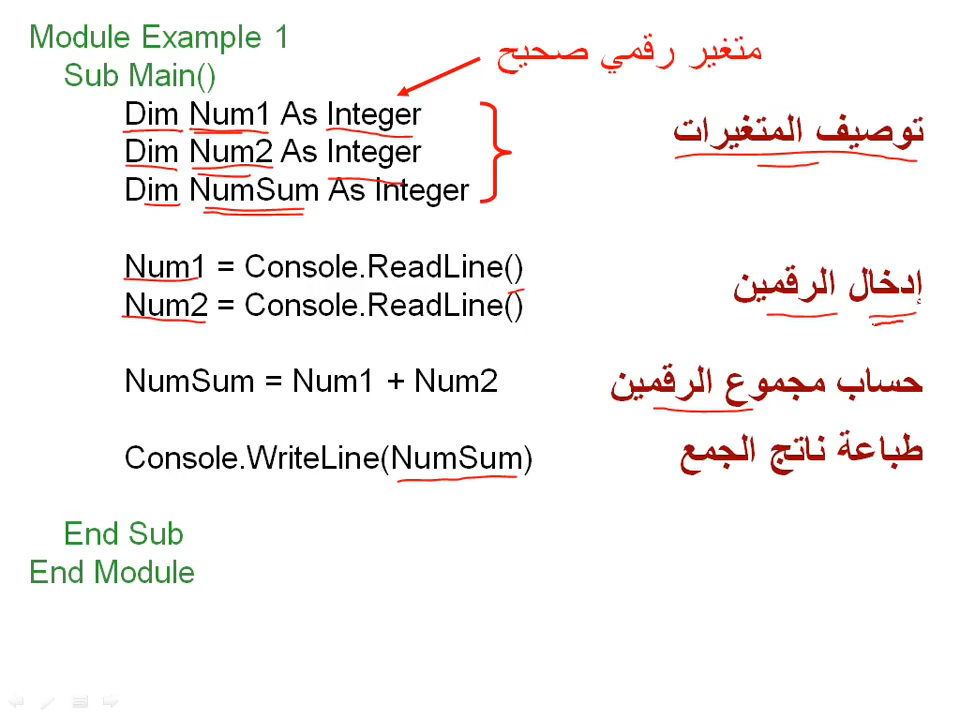 Module Example 1
Sub Main()
متغير رقمي صحيح
Dim Num1 As Integer
Dim Num2 As Integer
Dim NumSum As Integer
توصيف المتغيرات
Num1 = Console.ReadLine()
Num2 = Console.ReadLine()
إدخال الرقمين
NumSum = Num1 + Num2
حساب مجموع الرقمين
Console.WriteLine(NumSum)
طباعة ناتج الجمع
End Sub
End Module